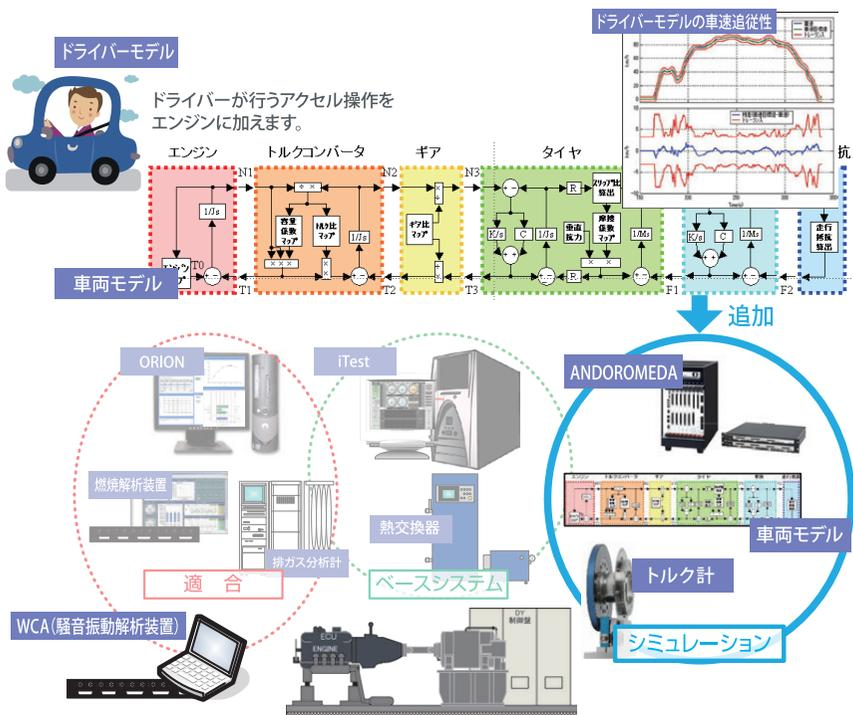 ドライバーモデル
ドライバーモデルの車速追従性
ドライバーが行うアクセル操作を
エンジンに加えます。
エンジン
トルクコンバータ
ギア
タイヤ
抗
N1
N2
N3
1/Js
T0
容量
係数
マップ
トルク比
マップ
1/Js
ギヤ比
マップ
K/s
C
1/Js
R
R
垂直
抗力
スリップ比
算出
摩擦
係数
マップ
1/Ms
K/s
C
1/Ms
走行
抵抗
算出
T1
T2
T3
F1
F2
車両モデル
追加
ORION
iTest
ANDOROMEDA
燃焼解析装置
排ガス分析計
熱交換器
車両モデル
トルク計
適 合
ベースシステム
シミュレーション
WCA(騒音振動解析装置)
ECU
ENGINE
DY
制御盤